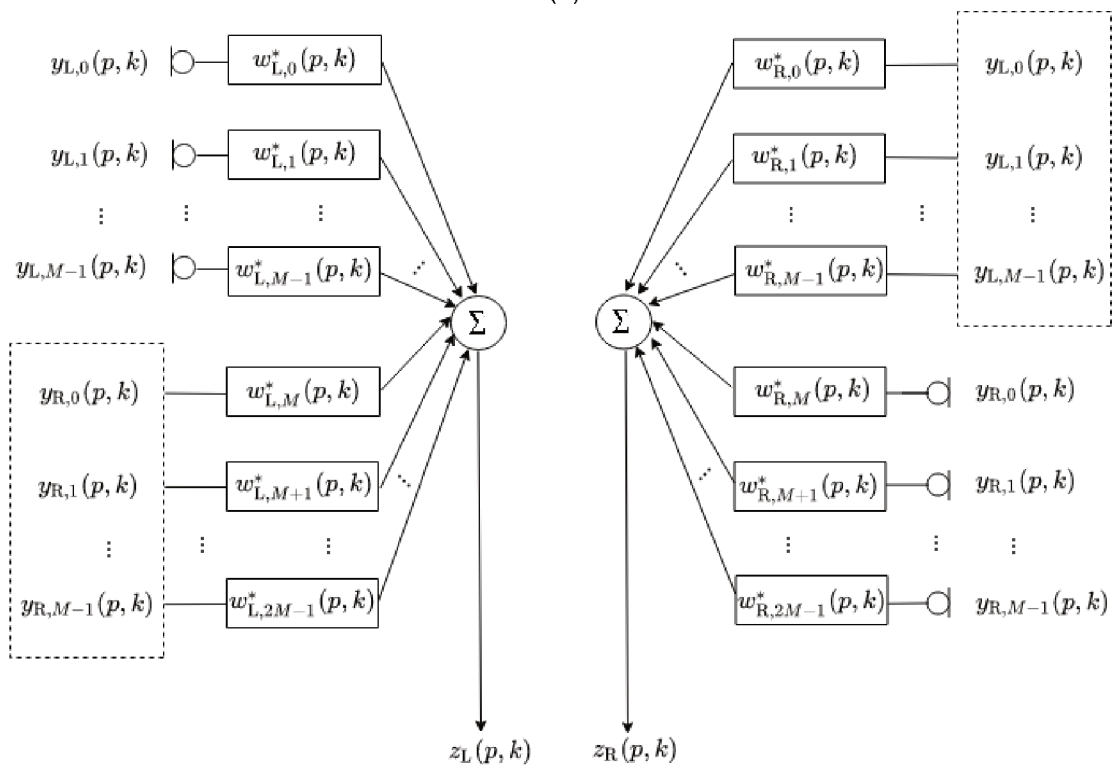 y_{L,0}(p, k) w^*_{L,0}(p, k) w^*_{R,0}(p, k) y_{L,0}(p, k)
y_{L,1}(p, k) w^*_{L,1}(p, k) w^*_{R,1}(p, k) y_{L,1}(p, k)
⋮ ⋮ ⋮ ⋮ ⋮ ⋮
y_{L,M−1}(p, k) w^*_{L,M−1}(p, k) ⋱ ⋱ w^*_{R,M−1}(p, k) y_{L,M−1}(p, k)
Σ Σ
y_{R,0}(p, k) w^*_{L,M}(p, k) w^*_{R,M}(p, k) y_{R,0}(p, k)
y_{R,1}(p, k) w^*_{L,M+1}(p, k) ⋱ ⋱ w^*_{R,M+1}(p, k) y_{R,1}(p, k)
⋮ ⋮ ⋮ ⋮ ⋮ ⋮
y_{R,M−1}(p, k) w^*_{L,2M−1}(p, k) w^*_{R,2M−1}(p, k) y_{R,M−1}(p, k)
z_L(p, k) z_R(p, k)